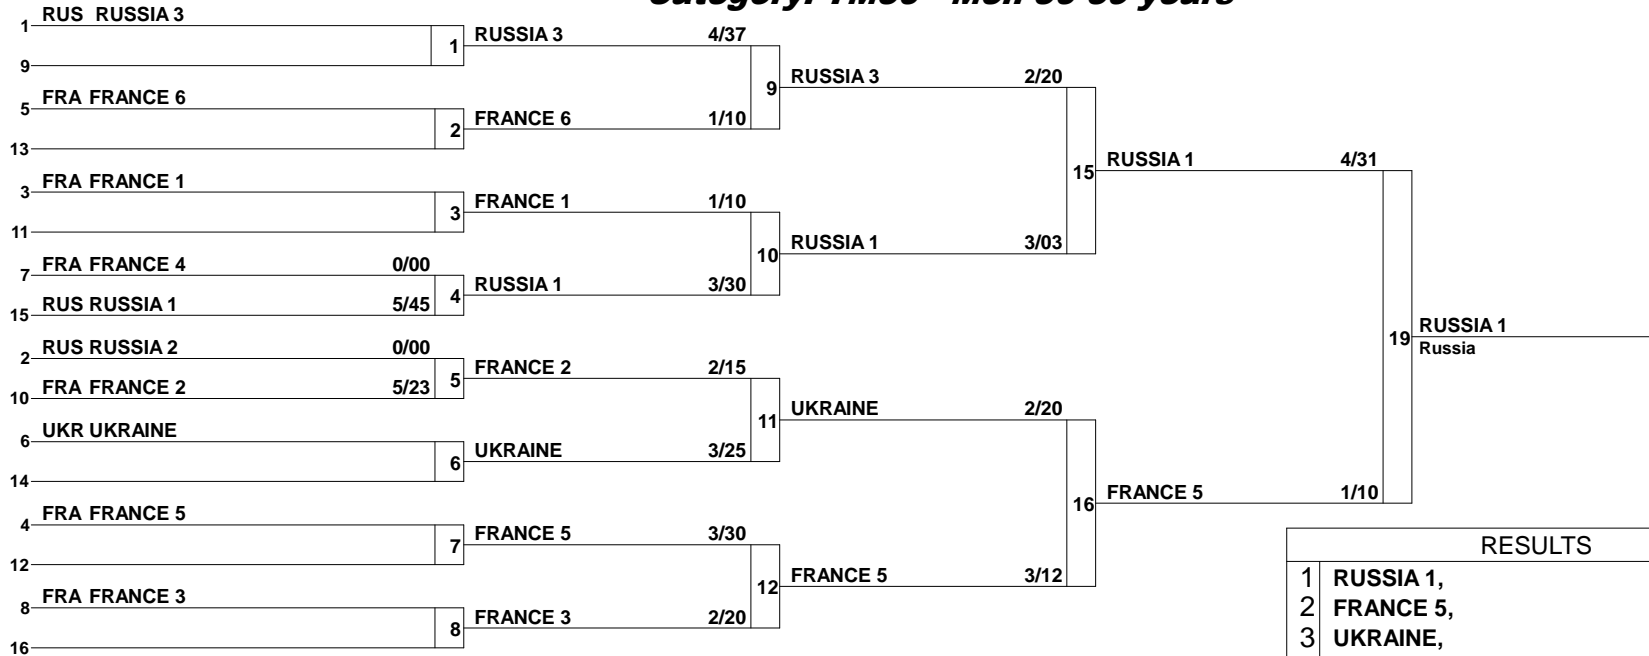 Category: Men years
RUS RUSSIA 3
1
RUSSIA 3 4/37
1
9
RUSSIA 3 2/20
9
FRA FRANCE 6
5
FRANCE 6 1/10
2
13
RUSSIA 1 4/31
15
FRA FRANCE 1
3
FRANCE 1 1/10
3
11
RUSSIA 1 3/03
10
FRA FRANCE 4 0/00
7
RUSSIA 1 3/30
4
RUS RUSSIA 1 5/45
15
RUSSIA 1
19
Russia
RUS RUSSIA 2 0/00
2
FRANCE 2 2/15
5
FRA FRANCE 2 5/23
10
UKRAINE 2/20
11
UKR UKRAINE
6
UKRAINE 3/25
6
14
FRANCE 5 1/10
16
FRA FRANCE 5
4
FRANCE 5 3/30
7
12
FRANCE 5 3/12
12
FRA FRANCE 3
8
FRANCE 3 2/20
8
16
RESULTS
1 RUSSIA 1,
2 FRANCE 5,
3 UKRAINE,